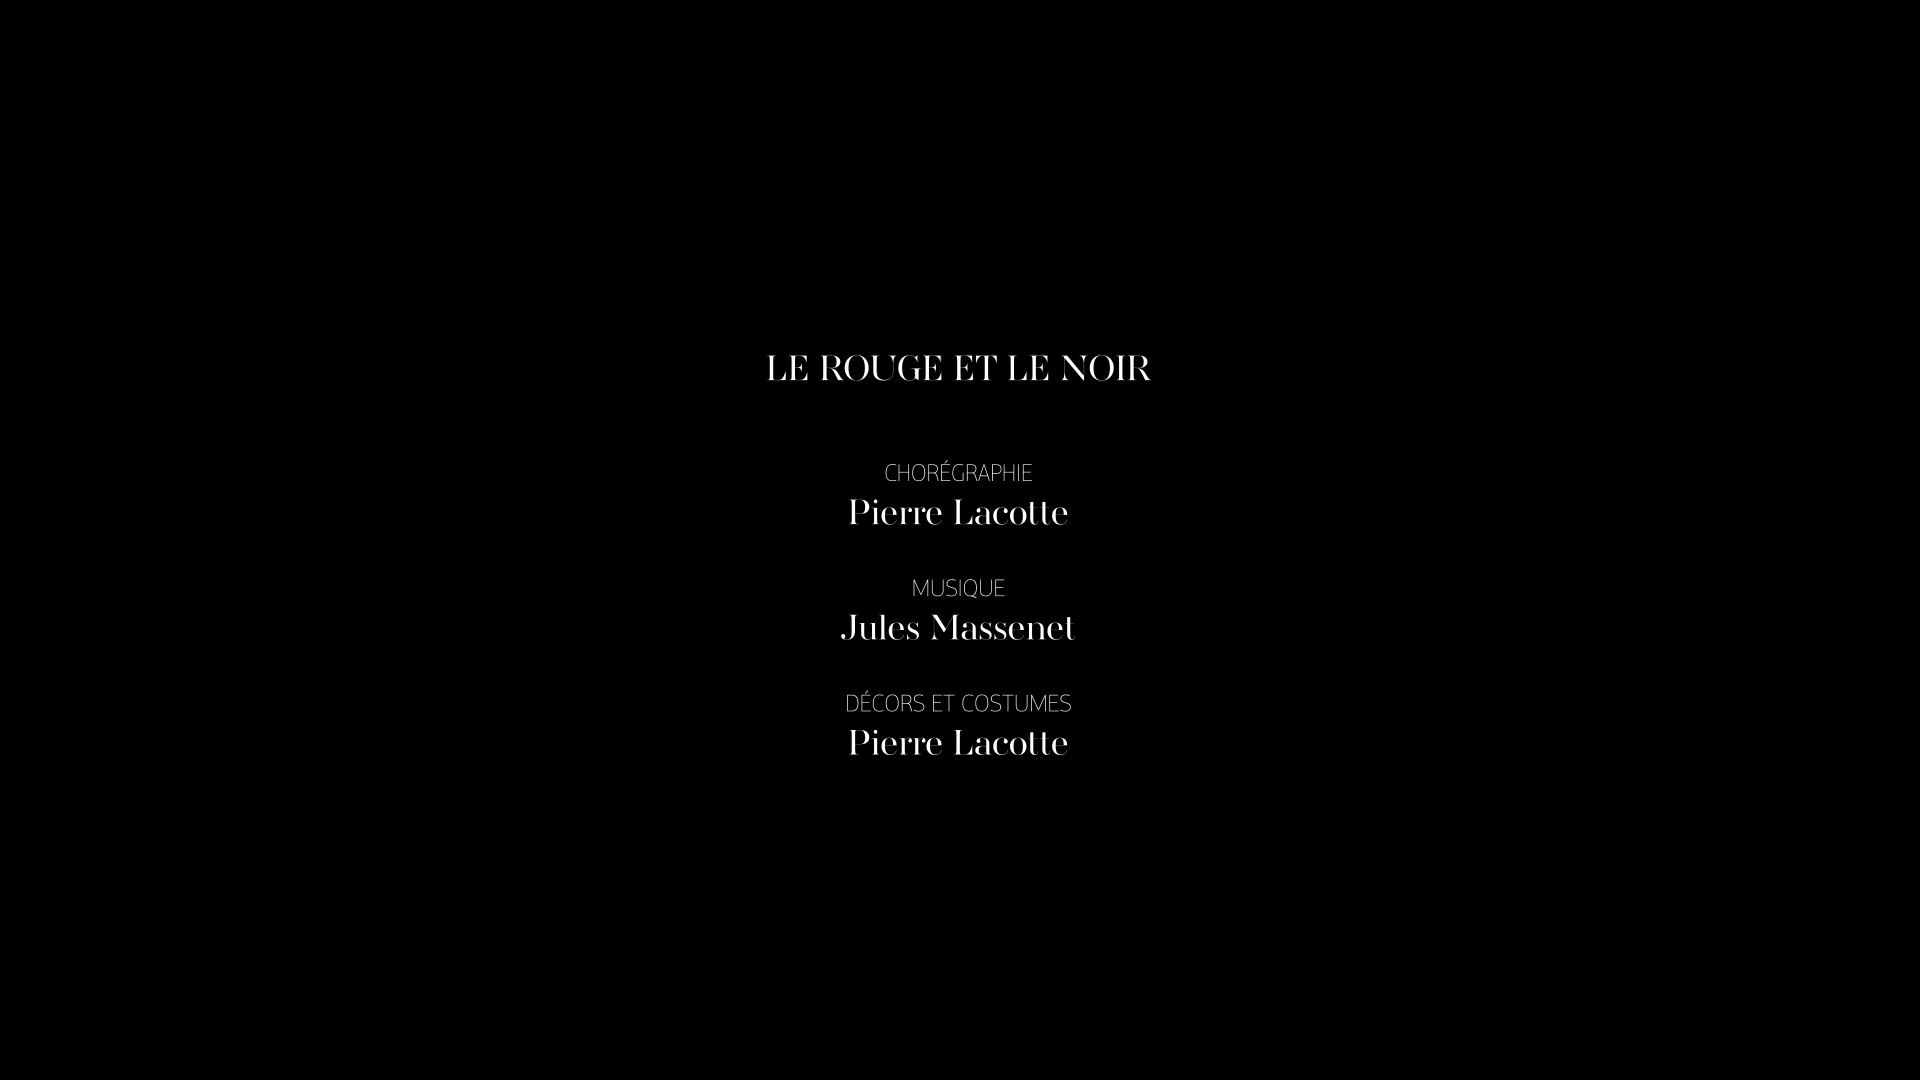 LE ROUGE ET LE NOIR
CHORÉGRAPHIE
Pierre Lacotte
MUSIQUE
Jules Massenet
DÉCORS ET COSTUMES
Pierre Lacotte